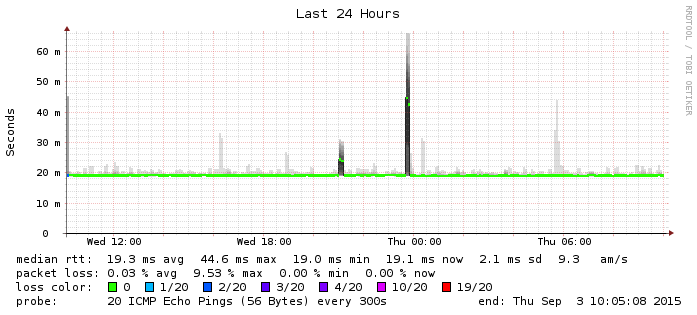 Last 24 Hours
RRDTOOL / TOBI OETIKER
Seconds
60 m
50 m
40 m
30 m
20 m
10 m
0
Wed 12:00 Wed 18:00 Thu 00:00 Thu 06:00
median rtt: 19.3 ms avg 44.6 ms max 19.0 ms min 19.1 ms now 2.1 ms sd 9.3 am/s
packet loss: 0.03 % avg 9.53 % max 0.00 % min 0.00 % now
loss color: 0 1/20 2/20 3/20 4/20 10/20 19/20
probe: 20 ICMP Echo Pings (56 Bytes) every 300s end: Thu Sep 3 10:05:08 2015